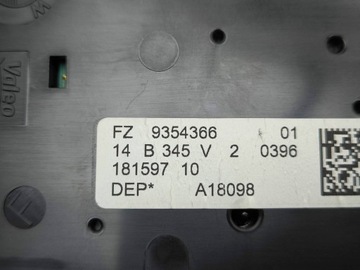 Valeo
FZ 9354366 01
14 B 345 V 2 0396
181597 10
DEP* A18098